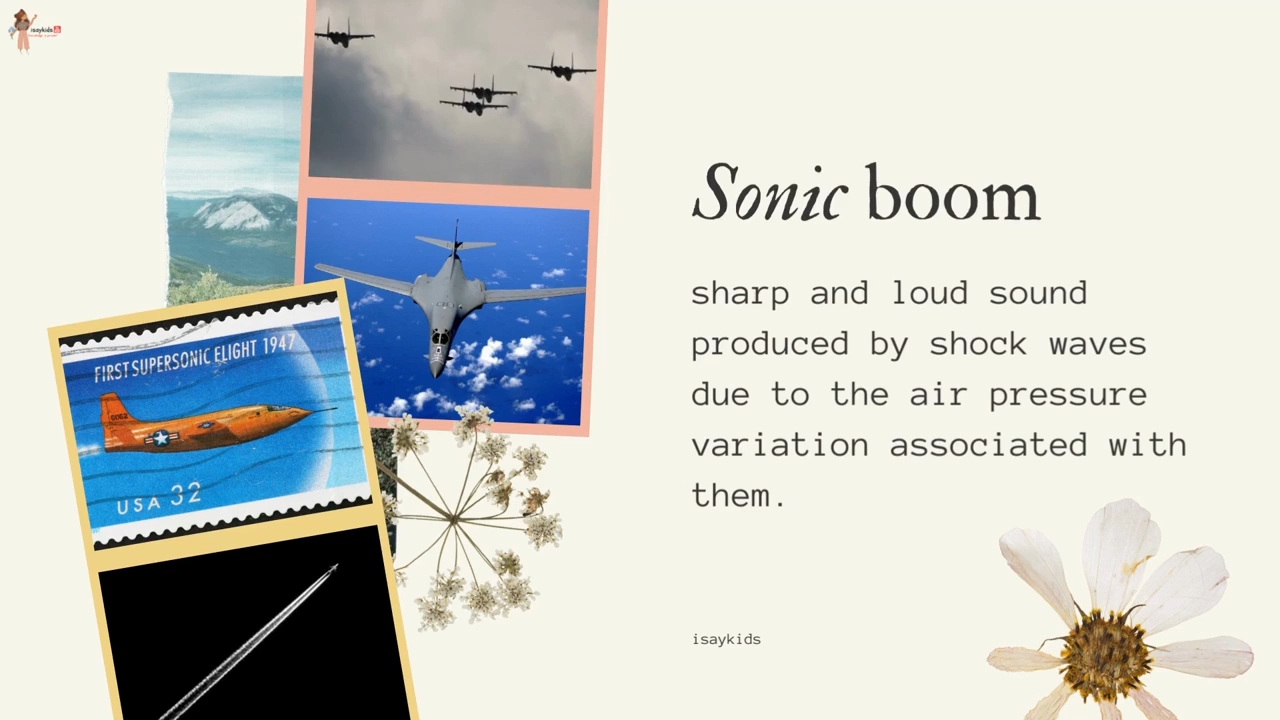 isaykids
Sonic boom
sharp and loud sound
produced by shock waves
due to the air pressure
variation associated with
them.
FIRST SUPERSONIC FLIGHT 1947
USA 32
isaykids